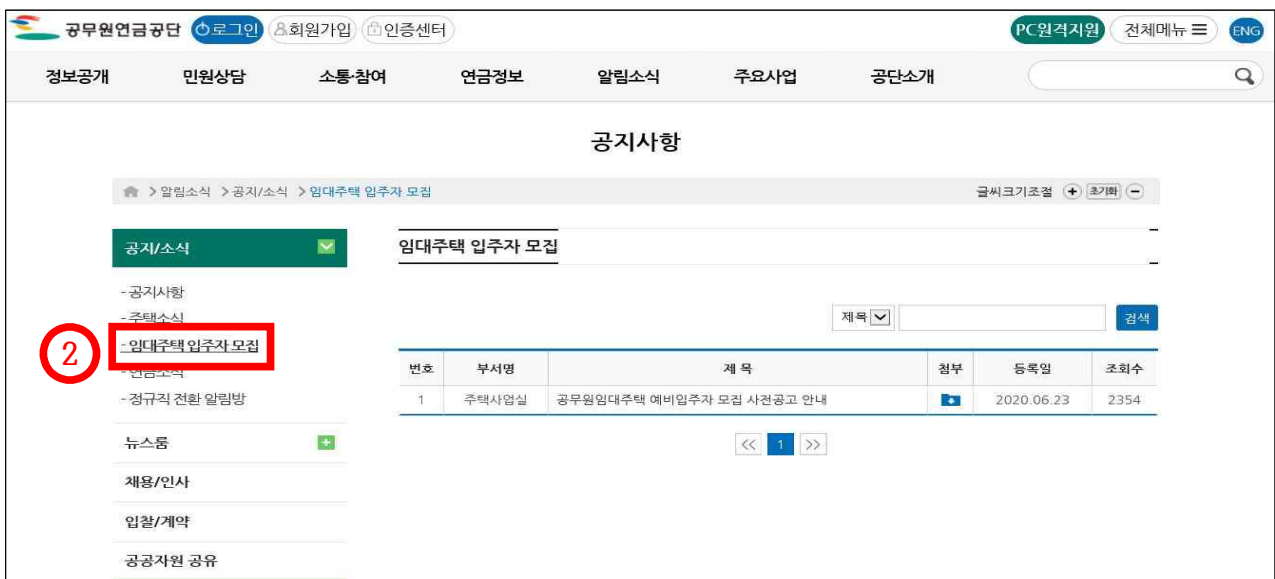 공무원연금공단 로그인 회원가입 인증센터 PC원격지원 전체메뉴 ENG
정보공개 민원상담 소통·참여 연금정보 알림소식 주요사업 공단소개
공지사항
> 알림소식 > 공지/소식 > 임대주택 입주자 모집 글씨크기조절 + 초기화 -
공지/소식
임대주택 입주자 모집
- 공지사항
- 주택소식
제목 검색
2
- 임대주택 입주자 모집
- 연금소식
번호 부서명 제 목 첨부 등록일 조회수
- 정규직 전환 알림방
1 주택사업실 공무원임대주택 예비입주자 모집 사전공고 안내 2020.06.23 2354
뉴스룸
<< 1 >>
채용/인사
입찰/계약
공공자원 공유